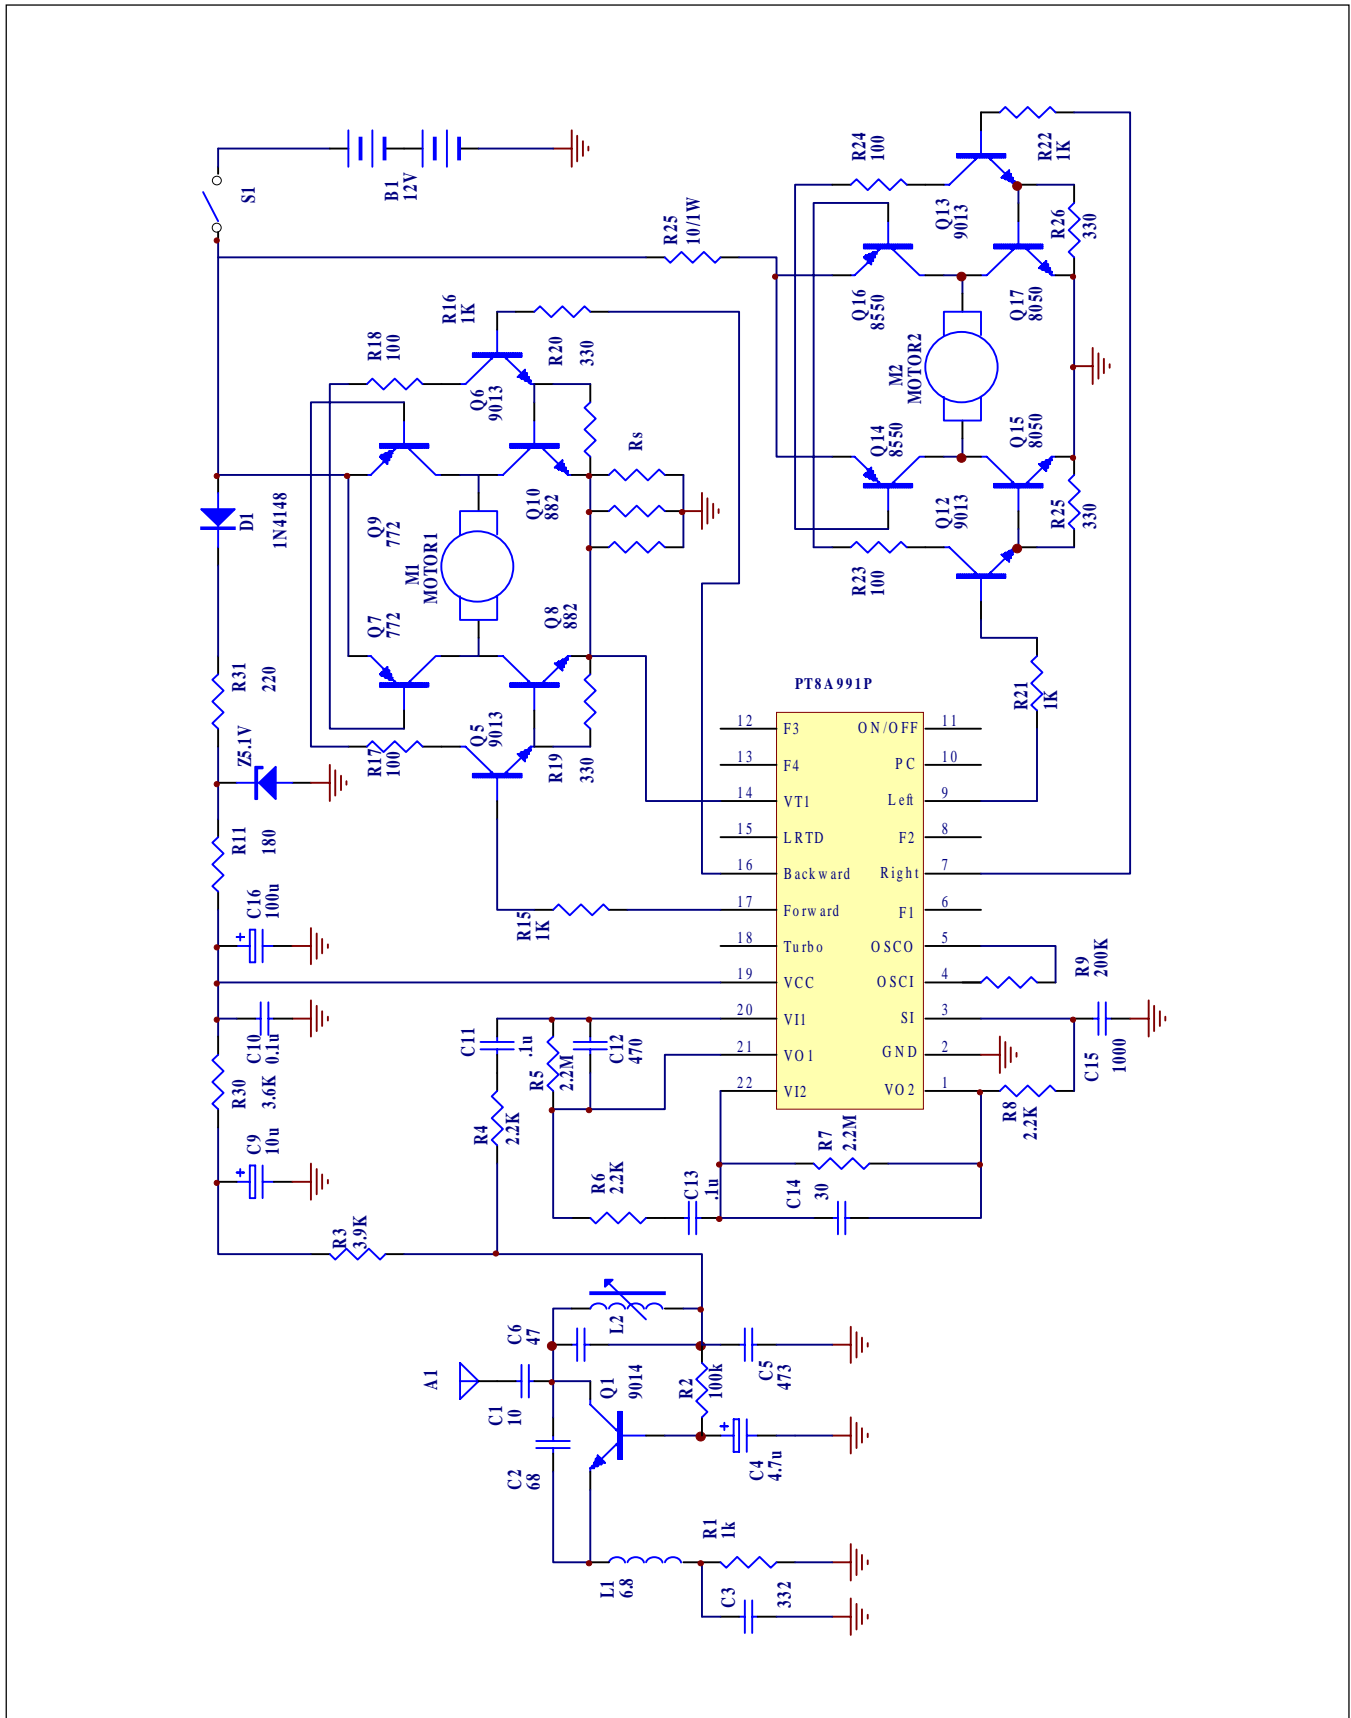 S1
B1
12V
R24
100
R22
1K
Q13
9013
R26
330
R25
10/1W
Q16
8550
Q17
8050
M2
MOTOR2
Q14
8550
Q15
8050
Q12
9013
R25
330
R23
100
R21
1K
R16
1K
R18
100
R20
330
Q6
9013
Rs
Q10
882
Q9
772
M1
MOTOR1
Q7
772
Q8
882
Q5
9013
R17
100
R19
330
D1
1N4148
R31
220
Z5.1V
R11
180
C16
100u
R15
1K
C10
0.1u
R30
3.6K
C9
10u
R3
3.9K
PT8A991P
12 F3 ON/OFF 11
13 F4 PC 10
14 VT1 Left 9
15 LRTD F2 8
16 Backward Right 7
17 Forward F1 6
18 Turbo OSCO 5
19 VCC OSCI 4
20 VI1 SI 3
21 VO1 GND 2
22 VI2 VO2 1
R9
200K
C15
1000
R8
2.2K
R7
2.2M
C14
30
C11
.1u
R5
2.2M
C12
470
R4
2.2K
R6
2.2K
C13
.1u
L2
C6
47
A1
C1
10
Q1
9014
R2
100k
C5
473
C2
68
C4
4.7u
R1
1k
L1
6.8
C3
332